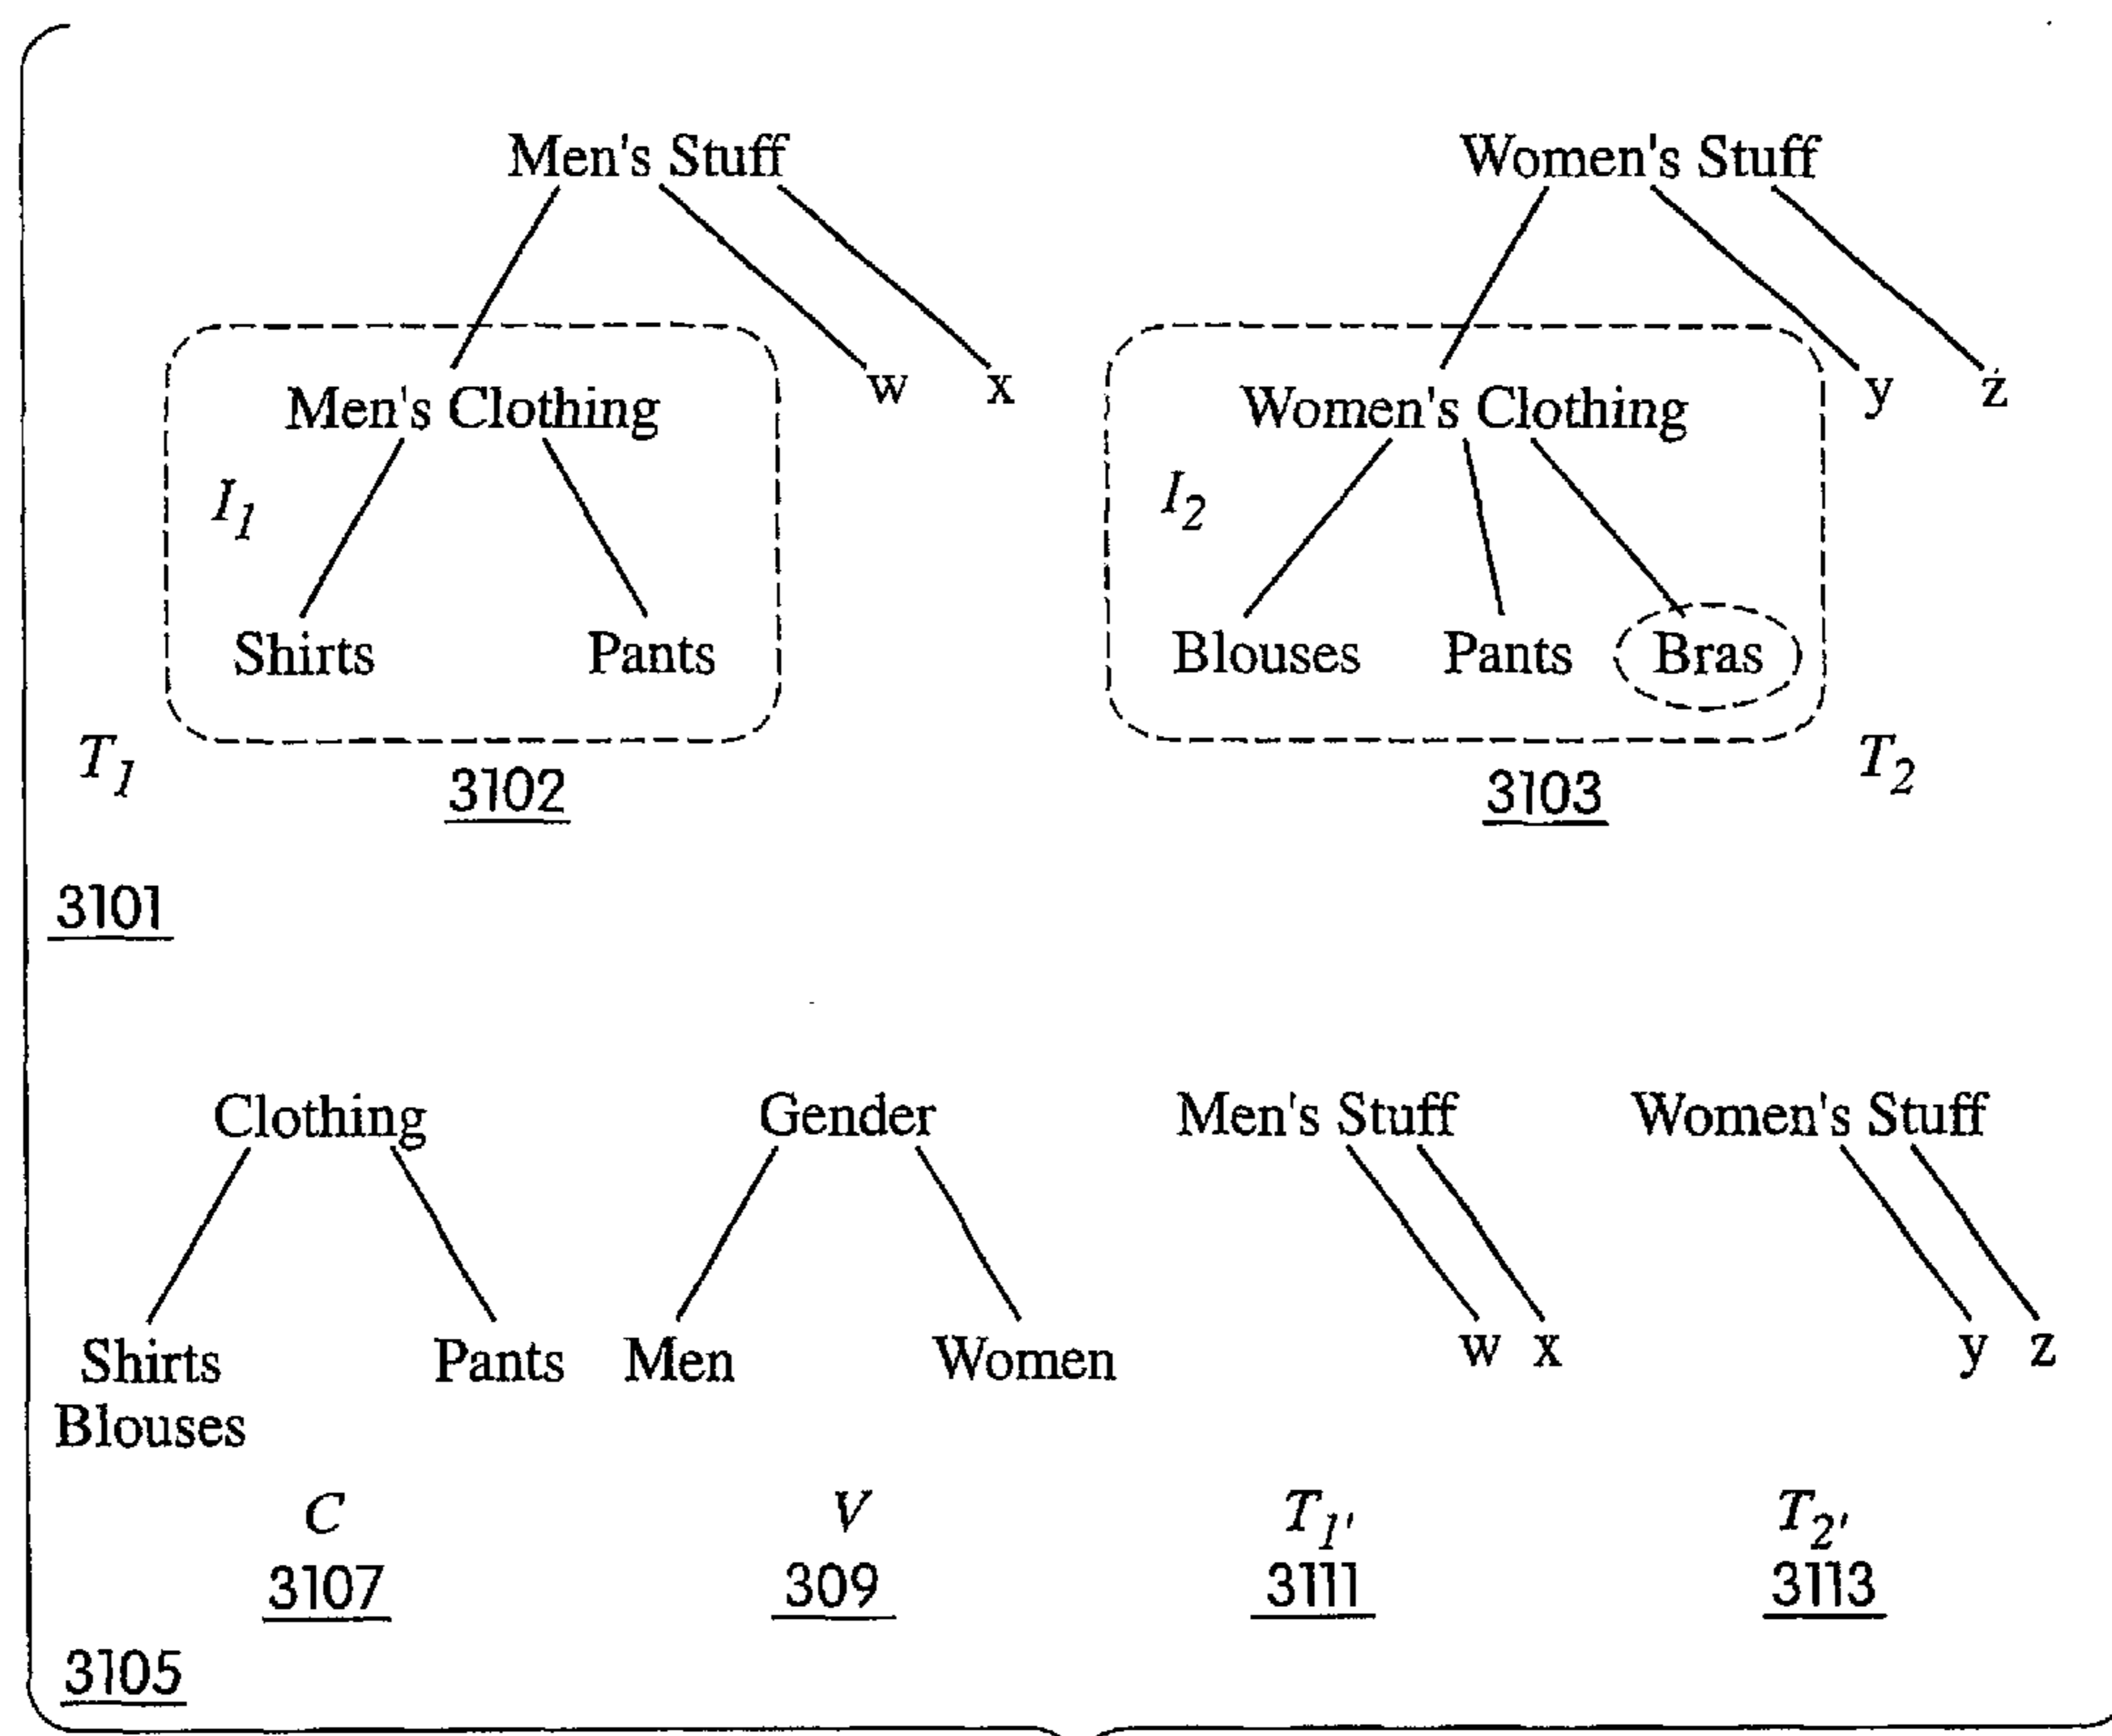 Men's Stuff Women's Stuff
w x y z
Men's Clothing Women's Clothing
I1 I2
Shirts Pants Blouses Pants Bras
T1 3102 3103 T2
3101
Clothing Gender Men's Stuff Women's Stuff
Shirts Pants Men Women w x y z
Blouses
C V T1' T2'
3107 309 3111 3113
3105